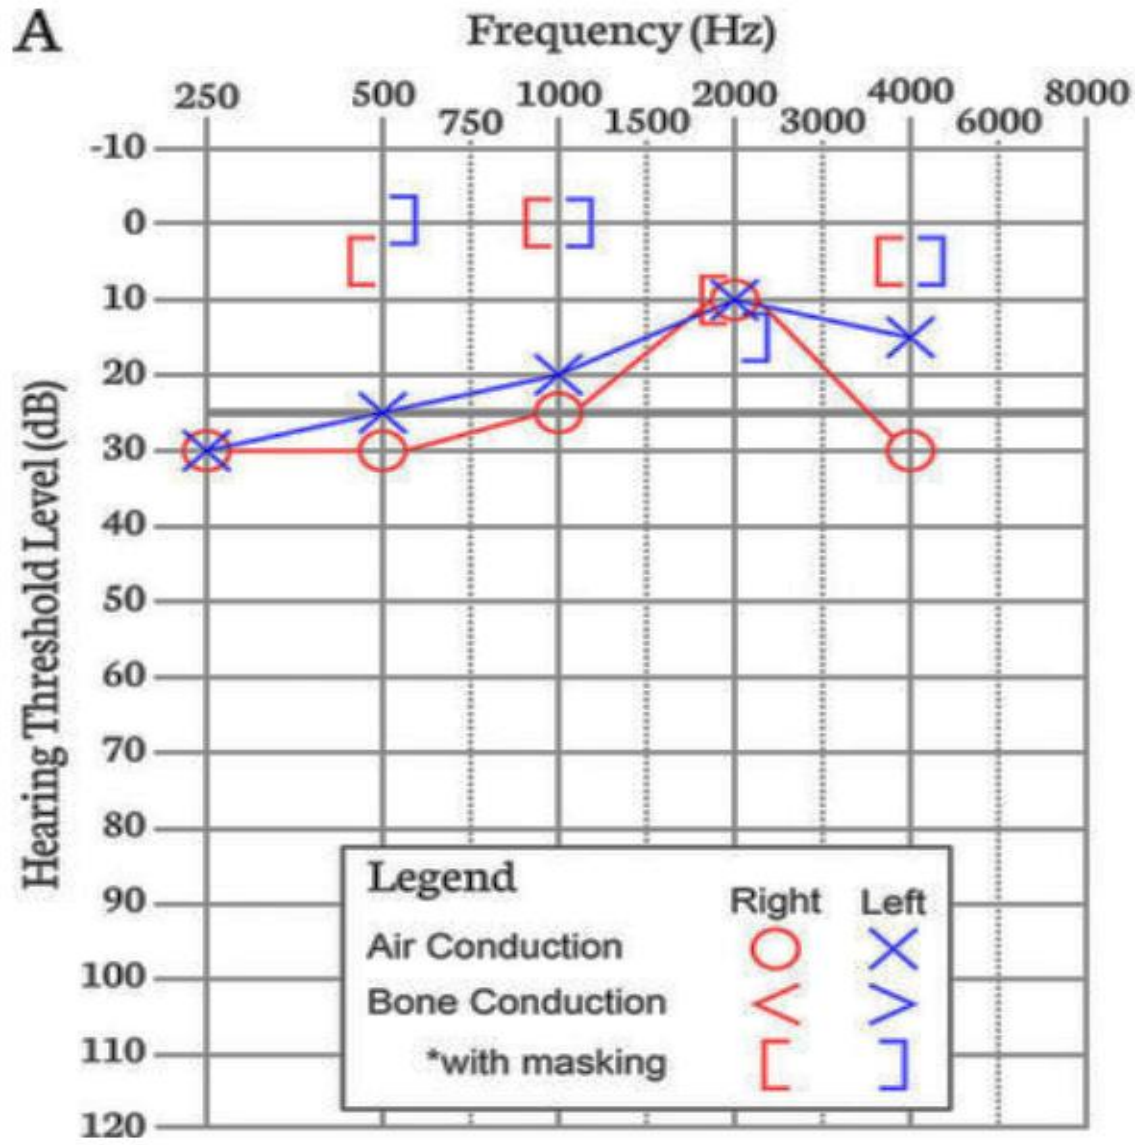 A
Frequency (Hz)
250 500 1000 2000 4000 8000
750 1500 3000 6000
-10
0
10
20
30
40
50
60
70
80
90
100
110
120
Hearing Threshold Level (dB)
Legend
Right Left
Air Conduction
Bone Conduction
*with masking